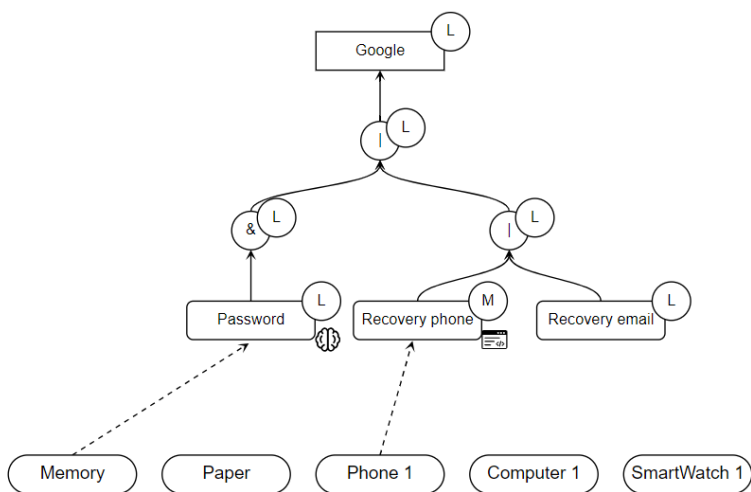 L
Google
L
|
L
&
L
|
L
Password
M
Recovery phone
L
Recovery email
Memory
Paper
Phone 1
Computer 1
SmartWatch 1